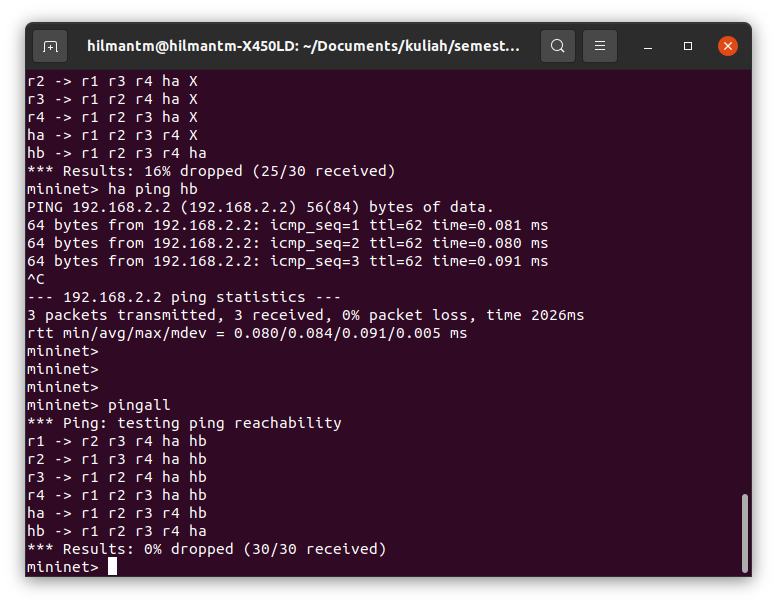 hilmantm@hilmantm-X450LD: ~/Documents/kuliah/semest...
r2 -> r1 r3 r4 ha X
r3 -> r1 r2 r4 ha X
r4 -> r1 r2 r3 ha X
ha -> r1 r2 r3 r4 X
hb -> r1 r2 r3 r4 ha
*** Results: 16% dropped (25/30 received)
mininet> ha ping hb
PING 192.168.2.2 (192.168.2.2) 56(84) bytes of data.
64 bytes from 192.168.2.2: icmp_seq=1 ttl=62 time=0.081 ms
64 bytes from 192.168.2.2: icmp_seq=2 ttl=62 time=0.080 ms
64 bytes from 192.168.2.2: icmp_seq=3 ttl=62 time=0.091 ms
^C
--- 192.168.2.2 ping statistics ---
3 packets transmitted, 3 received, 0% packet loss, time 2026ms
rtt min/avg/max/mdev = 0.080/0.084/0.091/0.005 ms
mininet>
mininet>
mininet>
mininet> pingall
*** Ping: testing ping reachability
r1 -> r2 r3 r4 ha hb
r2 -> r1 r3 r4 ha hb
r3 -> r1 r2 r4 ha hb
r4 -> r1 r2 r3 ha hb
ha -> r1 r2 r3 r4 hb
hb -> r1 r2 r3 r4 ha
*** Results: 0% dropped (30/30 received)
mininet>